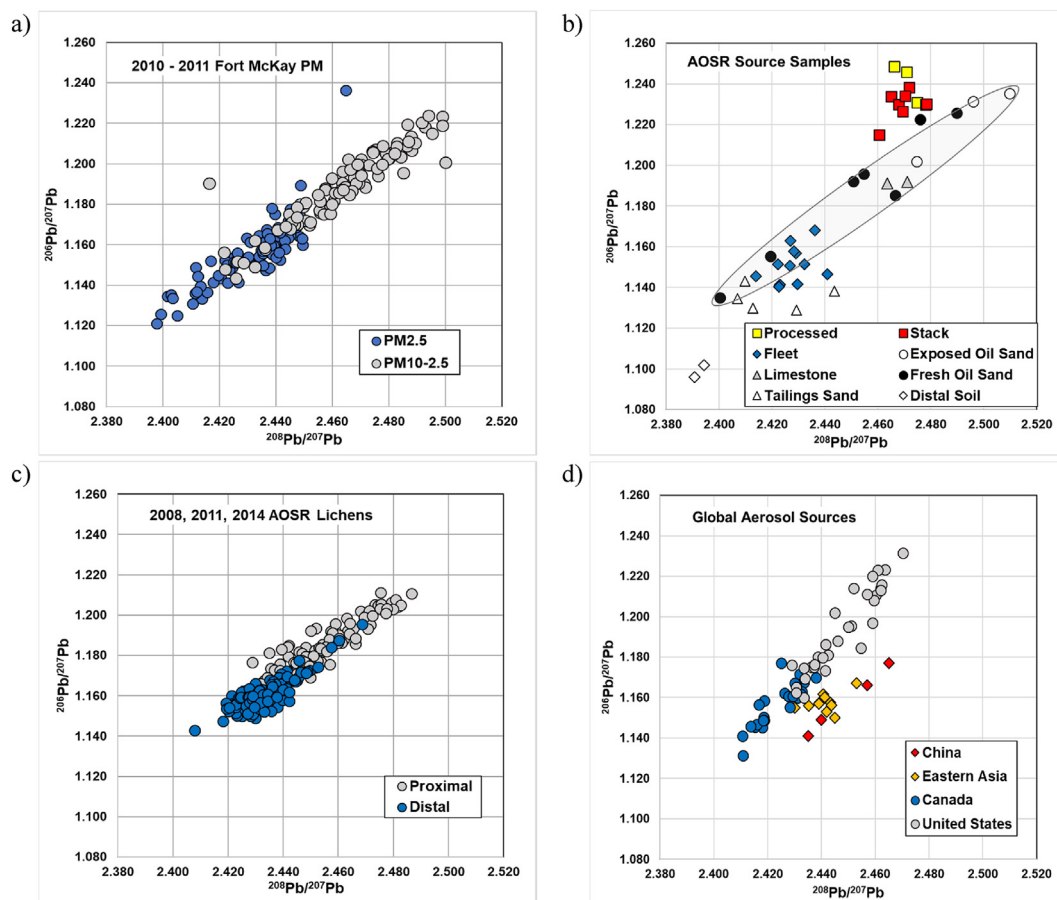 a)
2010 - 2011 Fort McKay PM
1.260
1.240
1.220
1.200
1.180
1.160
1.140
1.120
1.100
1.080
²⁰⁶Pb/²⁰⁷Pb
PM2.5
PM10-2.5
2.380 2.400 2.420 2.440 2.460 2.480 2.500 2.520
²⁰⁸Pb/²⁰⁷Pb
b)
AOSR Source Samples
1.260
1.240
1.220
1.200
1.180
1.160
1.140
1.120
1.100
1.080
²⁰⁶Pb/²⁰⁷Pb
Processed Stack
Fleet Exposed Oil Sand
Limestone Fresh Oil Sand
Tailings Sand Distal Soil
2.380 2.400 2.420 2.440 2.460 2.480 2.500 2.520
²⁰⁸Pb/²⁰⁷Pb
c)
2008, 2011, 2014 AOSR Lichens
1.260
1.240
1.220
1.200
1.180
1.160
1.140
1.120
1.100
1.080
²⁰⁶Pb/²⁰⁷Pb
Proximal
Distal
2.380 2.400 2.420 2.440 2.460 2.480 2.500 2.520
²⁰⁸Pb/²⁰⁷Pb
d)
Global Aerosol Sources
1.260
1.240
1.220
1.200
1.180
1.160
1.140
1.120
1.100
1.080
²⁰⁶Pb/²⁰⁷Pb
China
Eastern Asia
Canada
United States
2.380 2.400 2.420 2.440 2.460 2.480 2.500 2.520
²⁰⁸Pb/²⁰⁷Pb